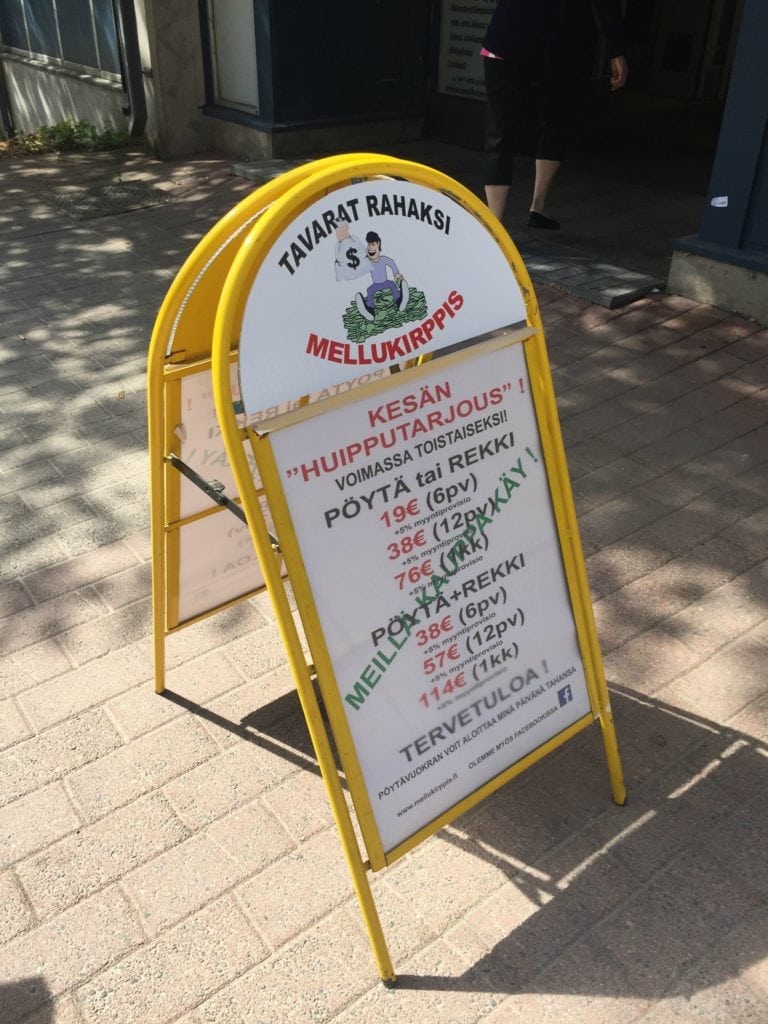 TAVARAT RAHAKSI
$
MELLUKIRPPIS
KESÄN
"HUIPPUTARJOUS" !
VOIMASSA TOISTAISEKSI!
PÖYTÄ tai REKKI
19€ (6pv)
+5% myyntiprovisio
38€ (12pv)
+5% myyntiprovisio
76€ (1kk)
+5% myyntiprovisio
PÖYTÄ+REKKI
38€ (6pv)
+5% myyntiprovisio
57€ (12pv)
+5% myyntiprovisio
114€ (1kk)
+5% myyntiprovisio
MEILLÄ KAUPPA KÄY !
TERVETULOA !
PÖYTÄVUOKRAN VOIT ALOITTAA MINÄ PÄIVÄNÄ TAHANSA
www.mellukirppis.fi OLEMME MYÖS FACEBOOKISSA f